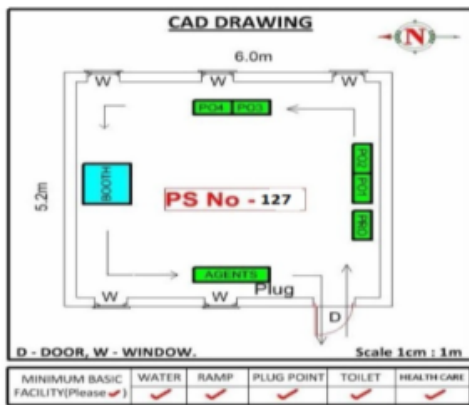 CAD DRAWING
N
6.0m
W W W
PO4 PO3
5.2m
BOOTH
PO2
PO1
PRO
PS No - 127
AGENTS
Plug
W W
D
D - DOOR, W - WINDOW. Scale 1cm : 1m
MINIMUM BASIC FACILITY(Please ✓) WATER RAMP PLUG POINT TOILET HEALTH CARE
✓ ✓ ✓ ✓ ✓